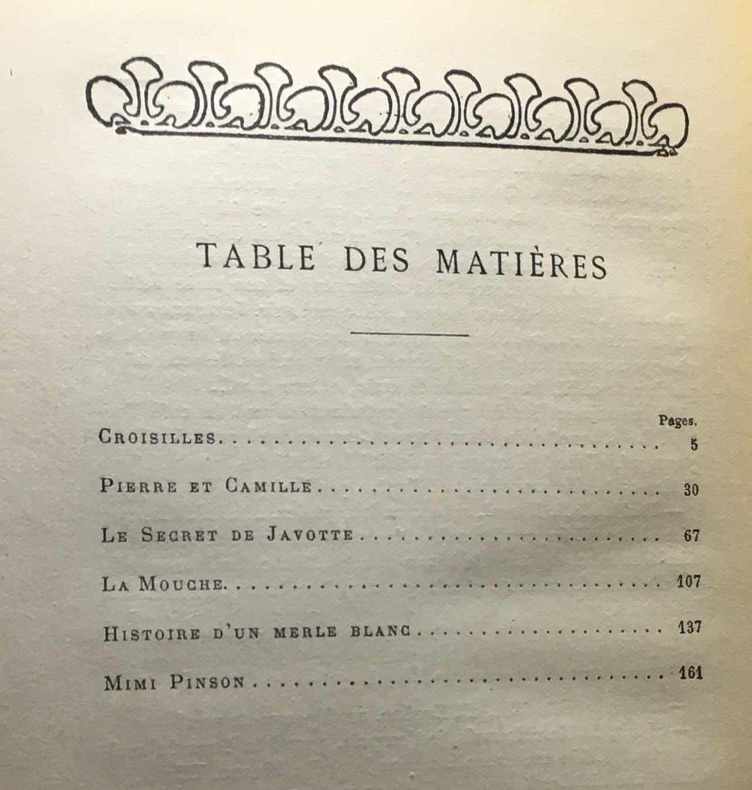 TABLE DES MATIÈRES
Pages.
CROISILLES. . . . . . . . . . . . . . . . . . . . . . . . . . . . . . . . . 5
PIERRE ET CAMILLE . . . . . . . . . . . . . . . . . . . . . . . . . . 30
LE SECRET DE JAVOTTE . . . . . . . . . . . . . . . . . . . . . . . 67
LA MOUCHE. . . . . . . . . . . . . . . . . . . . . . . . . . . . . . . . 107
HISTOIRE D'UN MERLE BLANC . . . . . . . . . . . . . . . . . . . 137
MIMI PINSON . . . . . . . . . . . . . . . . . . . . . . . . . . . . . . 161